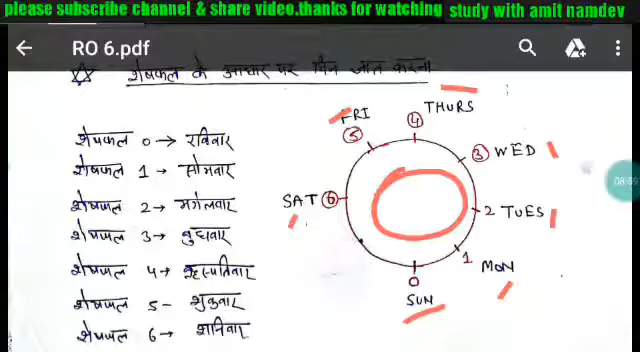 please subscribe channel & share video.thanks for watching study with amit namdev
RO 6.pdf
शेषफल के आधार पर दिन ज्ञात करना
शेषफल 0 → रविवार
शेषफल 1 → सोमवार
शेषफल 2 → मंगलवार
शेषफल 3 → बुधवार
शेषफल 4 → बृहस्पतिवार
शेषफल 5 - शुक्रवार
शेषफल 6 → शनिवार
FRI
THURS
5
4
3 WED
08:59
SAT 6
2 TUES
1
MON
0
SUN